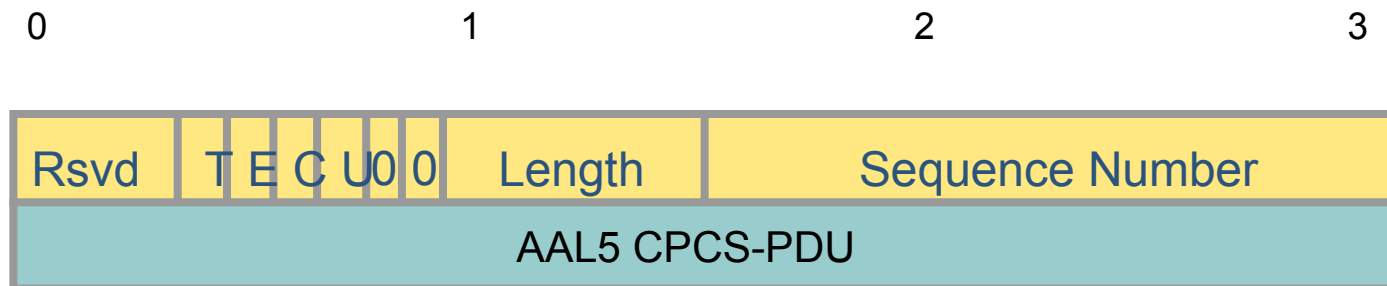 0 1 2 3
Rsvd T E C U 0 0 Length Sequence Number
AAL5 CPCS-PDU